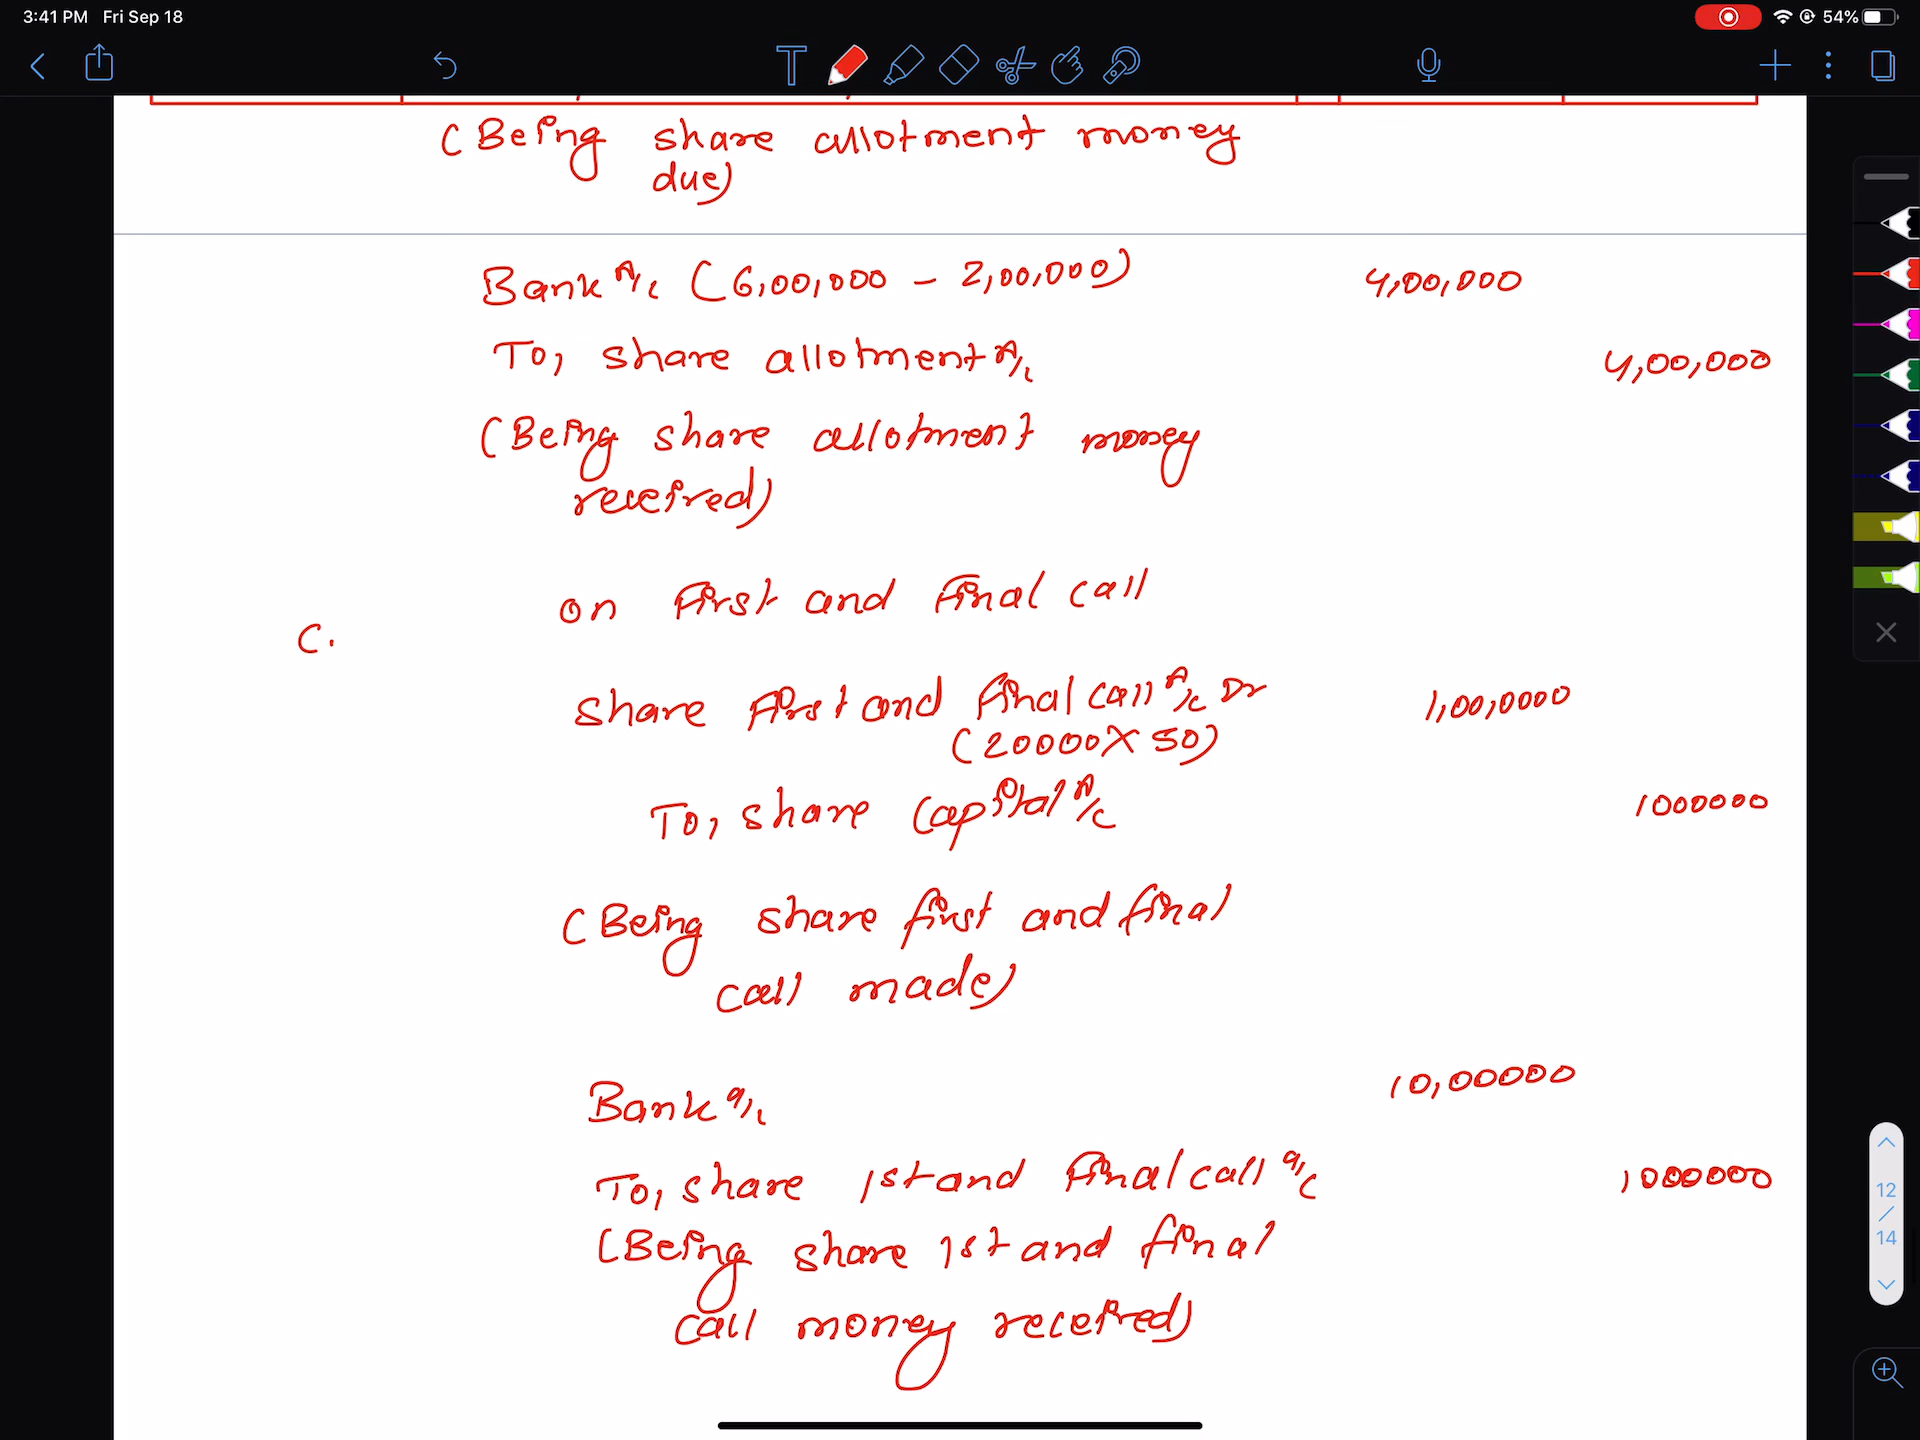 3:41 PM Fri Sep 18
54%
(Being share allotment money
due)
Bank A/c (6,00,000 - 2,00,000) 4,00,000
To, share allotment A/c 4,00,000
(Being share allotment money
received)
on First and Final call
C.
share First and Final call A/c Dr 1,00,0000
(20000 X 50)
To, share Capital A/c 1000000
(Being share first and final
call made)
Bank a/c 10,00000
To, share 1st and Final call a/c 1000000
(Being share 1st and final
call money received)
12
/
14